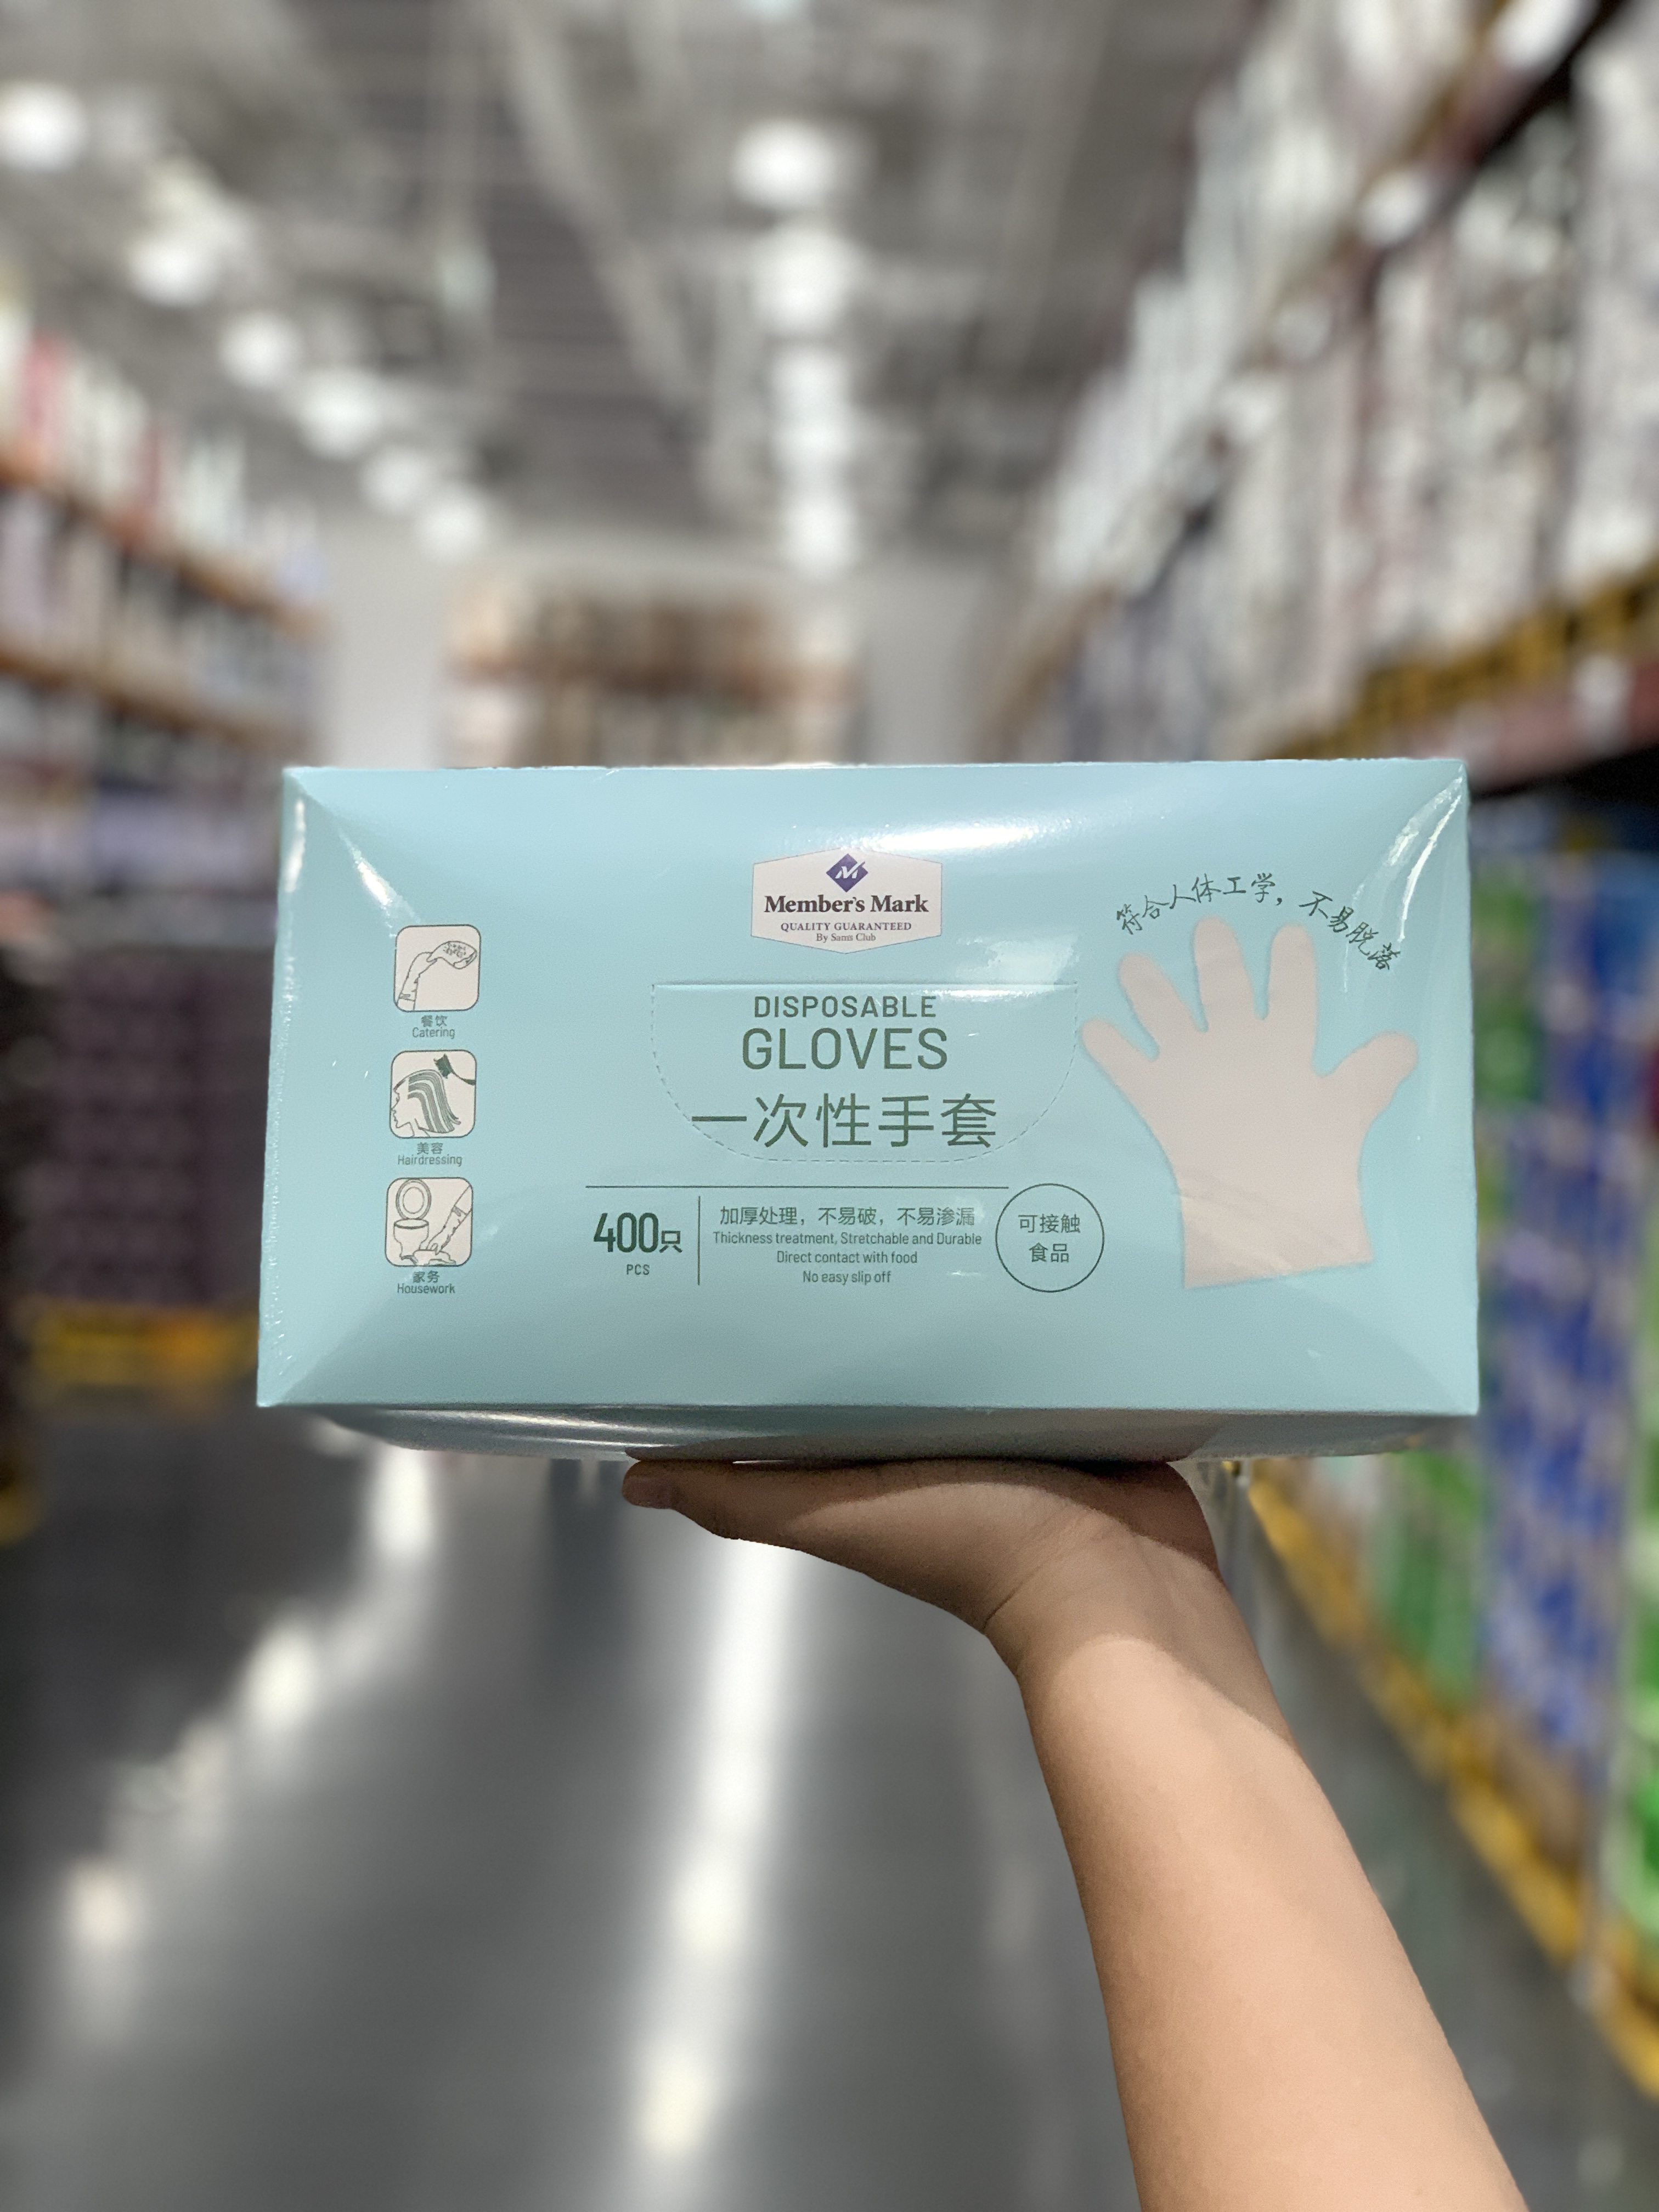 Member's Mark
QUALITY GUARANTEED
By Sam's Club
符合人体工学，不易脱落
餐饮
Catering
美容
Hairdressing
家务
Housework
DISPOSABLE
GLOVES
一次性手套
400只
PCS
加厚处理，不易破，不易渗漏
Thickness treatment, Stretchable and Durable
Direct contact with food
No easy slip off
可接触
食品